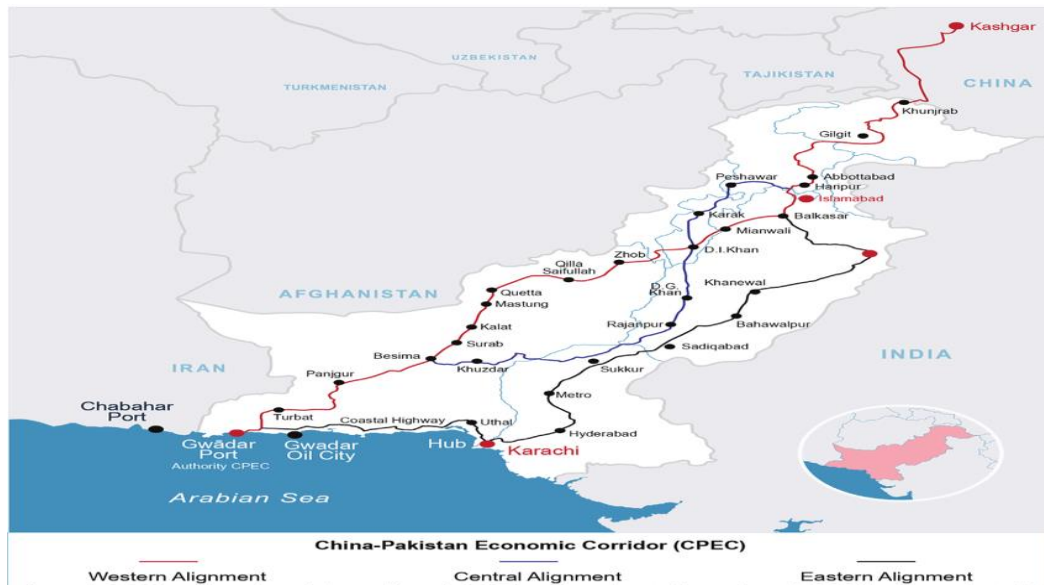 Kashgar
UZBEKISTAN
TAJIKISTAN
CHINA
TURKMENISTAN
Khunjrab
Gilgit
Peshawar
Abbottabad
Haripur
Islamabad
Karak
Balkasar
Mianwali
D.I.Khan
Zhob
Qilla
Saifullah
Khanewal
AFGHANISTAN
Quetta
D.G.
Khan
Mastung
Kalat
Rajanpur
Bahawalpur
Surab
Sadiqabad
Besima
INDIA
IRAN
Khuzdar
Sukkur
Panjgur
Metro
Chabahar
Port
Turbat
Coastal Highway
Uthal
Hyderabad
Gwādar
Port
Authority CPEC
Gwadar
Oil City
Hub
Karachi
Arabian Sea
China-Pakistan Economic Corridor (CPEC)
Western Alignment
Central Alignment
Eastern Alignment